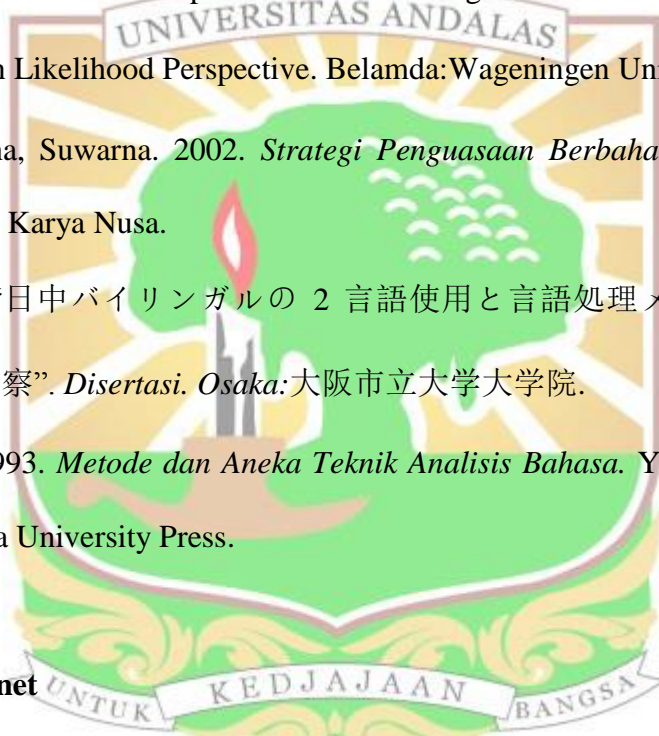 UNIVERSITAS ANDALAS
Likelihood Perspective. Belamda:Wageningen Uni
Suwarna. 2002. Strategi Penguasaan Berbaha
Karya Nusa.
日中バイリンガルの 2 言語使用と言語処理
察”. Disertasi. Osaka:大阪市立大学大学院.
993. Metode dan Aneka Teknik Analisis Bahasa. Y
a University Press.
net
UNTUK KEDJAJAAN BANGSA